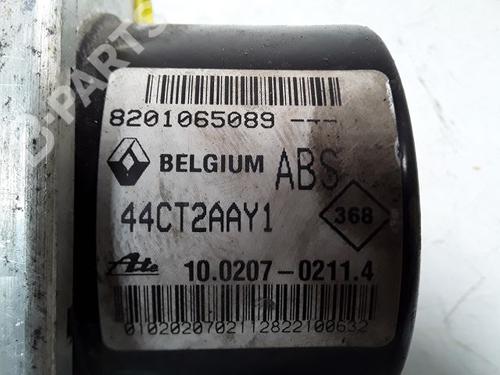 8201065089 ---
BELGIUM ABS
44CT2AAY1
368
Ate 10.0207-0211.4
0102020702112822100632